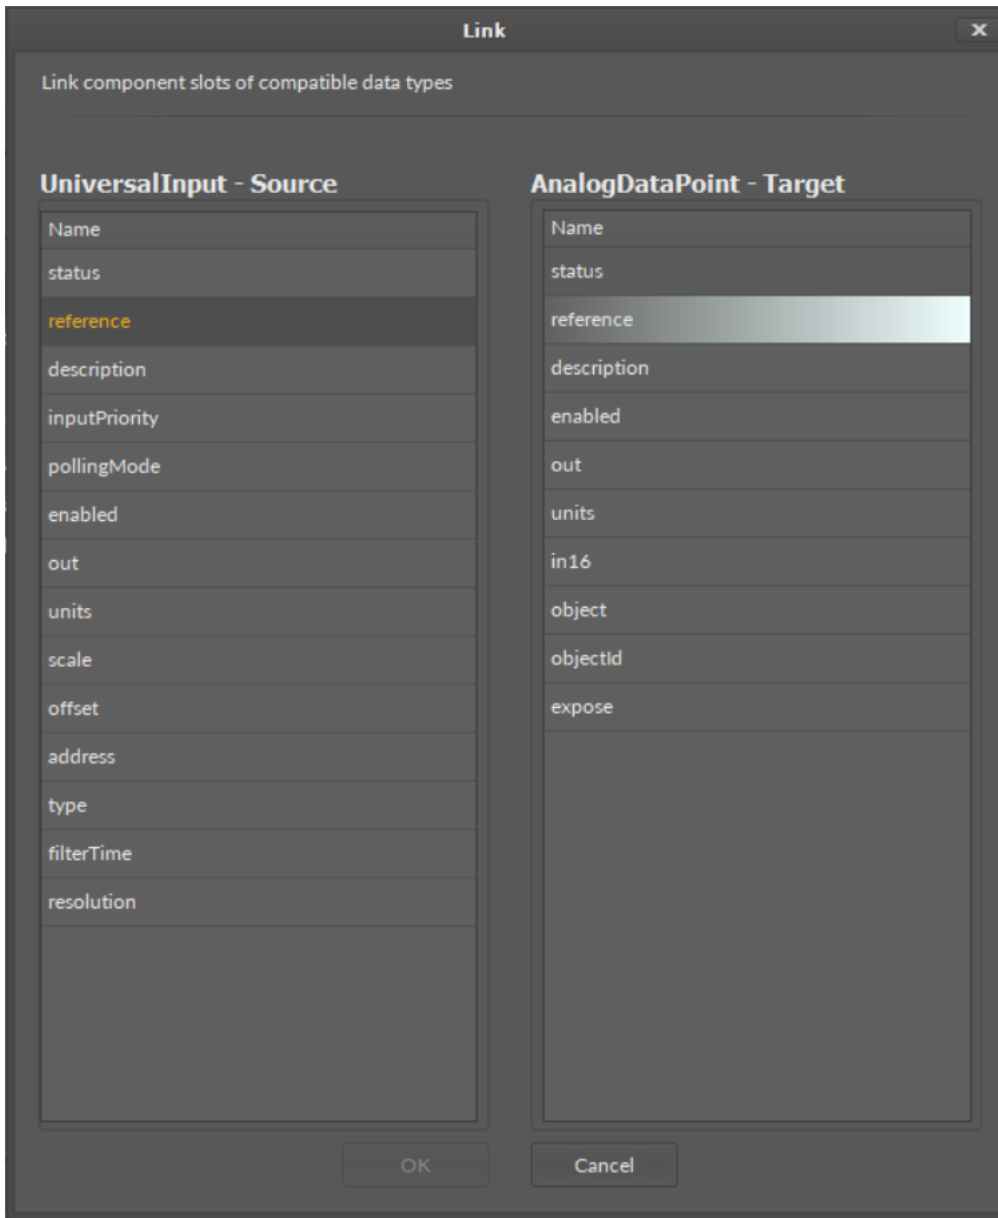 Link
Link component slots of compatible data types
UniversalInput - Source
Name
status
reference
description
inputPriority
pollingMode
enabled
out
units
scale
offset
address
type
filterTime
resolution
AnalogDataPoint - Target
Name
status
reference
description
enabled
out
units
in16
object
objectId
expose
OK
Cancel